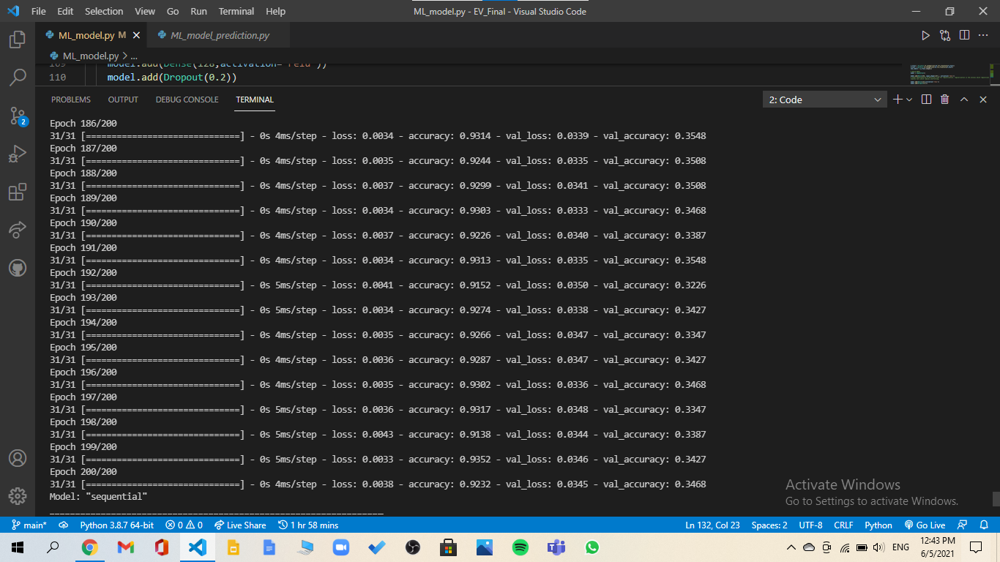 File Edit Selection View Go Run Terminal Help ML_model.py - EV_Final - Visual Studio Code
ML_model.py M ML_model_prediction.py
ML_model.py > ...
109 model.add(Dense(128,activation='relu'))
110 model.add(Dropout(0.2))
PROBLEMS OUTPUT DEBUG CONSOLE TERMINAL 2: Code
Epoch 186/200
31/31 [==============================] - 0s 4ms/step - loss: 0.0034 - accuracy: 0.9314 - val_loss: 0.0339 - val_accuracy: 0.3548
Epoch 187/200
31/31 [==============================] - 0s 4ms/step - loss: 0.0035 - accuracy: 0.9244 - val_loss: 0.0335 - val_accuracy: 0.3508
Epoch 188/200
31/31 [==============================] - 0s 4ms/step - loss: 0.0037 - accuracy: 0.9299 - val_loss: 0.0341 - val_accuracy: 0.3508
Epoch 189/200
31/31 [==============================] - 0s 4ms/step - loss: 0.0034 - accuracy: 0.9303 - val_loss: 0.0333 - val_accuracy: 0.3468
Epoch 190/200
31/31 [==============================] - 0s 4ms/step - loss: 0.0037 - accuracy: 0.9226 - val_loss: 0.0340 - val_accuracy: 0.3387
Epoch 191/200
31/31 [==============================] - 0s 4ms/step - loss: 0.0034 - accuracy: 0.9313 - val_loss: 0.0335 - val_accuracy: 0.3548
Epoch 192/200
31/31 [==============================] - 0s 5ms/step - loss: 0.0041 - accuracy: 0.9152 - val_loss: 0.0350 - val_accuracy: 0.3226
Epoch 193/200
31/31 [==============================] - 0s 5ms/step - loss: 0.0034 - accuracy: 0.9274 - val_loss: 0.0338 - val_accuracy: 0.3427
Epoch 194/200
31/31 [==============================] - 0s 4ms/step - loss: 0.0035 - accuracy: 0.9266 - val_loss: 0.0347 - val_accuracy: 0.3347
Epoch 195/200
31/31 [==============================] - 0s 4ms/step - loss: 0.0036 - accuracy: 0.9287 - val_loss: 0.0347 - val_accuracy: 0.3427
Epoch 196/200
31/31 [==============================] - 0s 4ms/step - loss: 0.0035 - accuracy: 0.9302 - val_loss: 0.0336 - val_accuracy: 0.3468
Epoch 197/200
31/31 [==============================] - 0s 5ms/step - loss: 0.0036 - accuracy: 0.9317 - val_loss: 0.0348 - val_accuracy: 0.3347
Epoch 198/200
31/31 [==============================] - 0s 5ms/step - loss: 0.0043 - accuracy: 0.9138 - val_loss: 0.0344 - val_accuracy: 0.3387
Epoch 199/200
31/31 [==============================] - 0s 5ms/step - loss: 0.0033 - accuracy: 0.9352 - val_loss: 0.0346 - val_accuracy: 0.3427
Epoch 200/200
31/31 [==============================] - 0s 4ms/step - loss: 0.0038 - accuracy: 0.9232 - val_loss: 0.0345 - val_accuracy: 0.3468
Model: "sequential"
_________________________________________________________________
Activate Windows
Go to Settings to activate Windows.
2
main* Python 3.8.7 64-bit 0 0 Live Share 1 hr 58 mins Ln 132, Col 23 Spaces: 2 UTF-8 CRLF Python Go Live
ENG 12:43 PM
6/5/2021